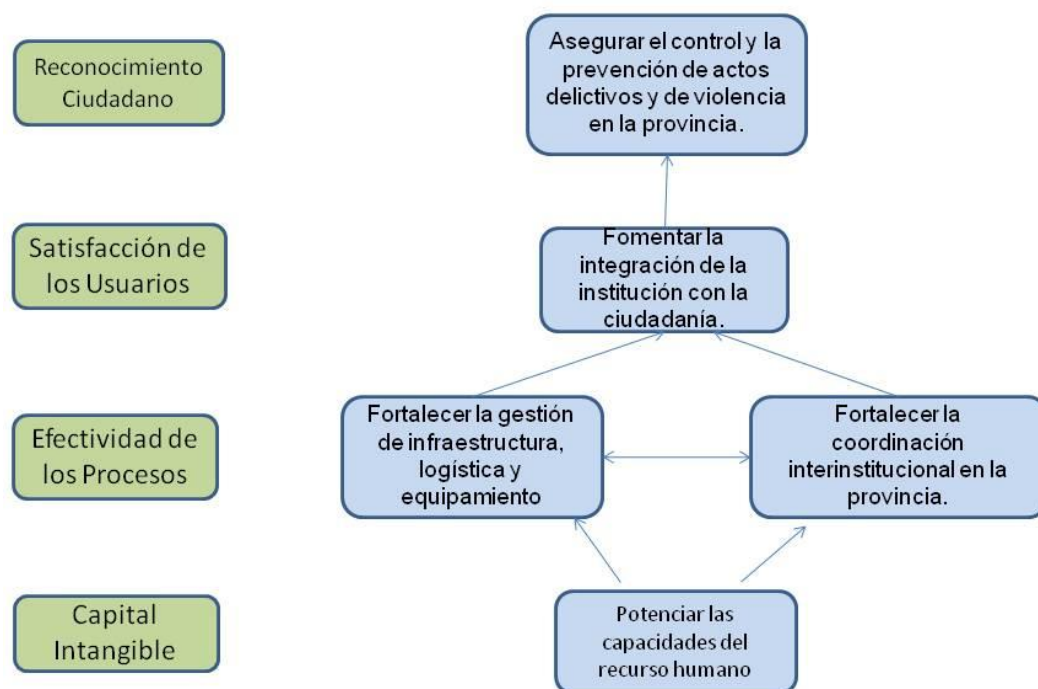 Reconocimiento
Ciudadano
Asegurar el control y la
prevención de actos
delictivos y de violencia
en la provincia.
Satisfacción de
los Usuarios
Fomentar la
integración de la
institución con la
ciudadanía.
Efectividad de
los Procesos
Fortalecer la gestión
de infraestructura,
logística y
equipamiento
Fortalecer la
coordinación
interinstitucional en la
provincia.
Capital
Intangible
Potenciar las
capacidades del
recurso humano